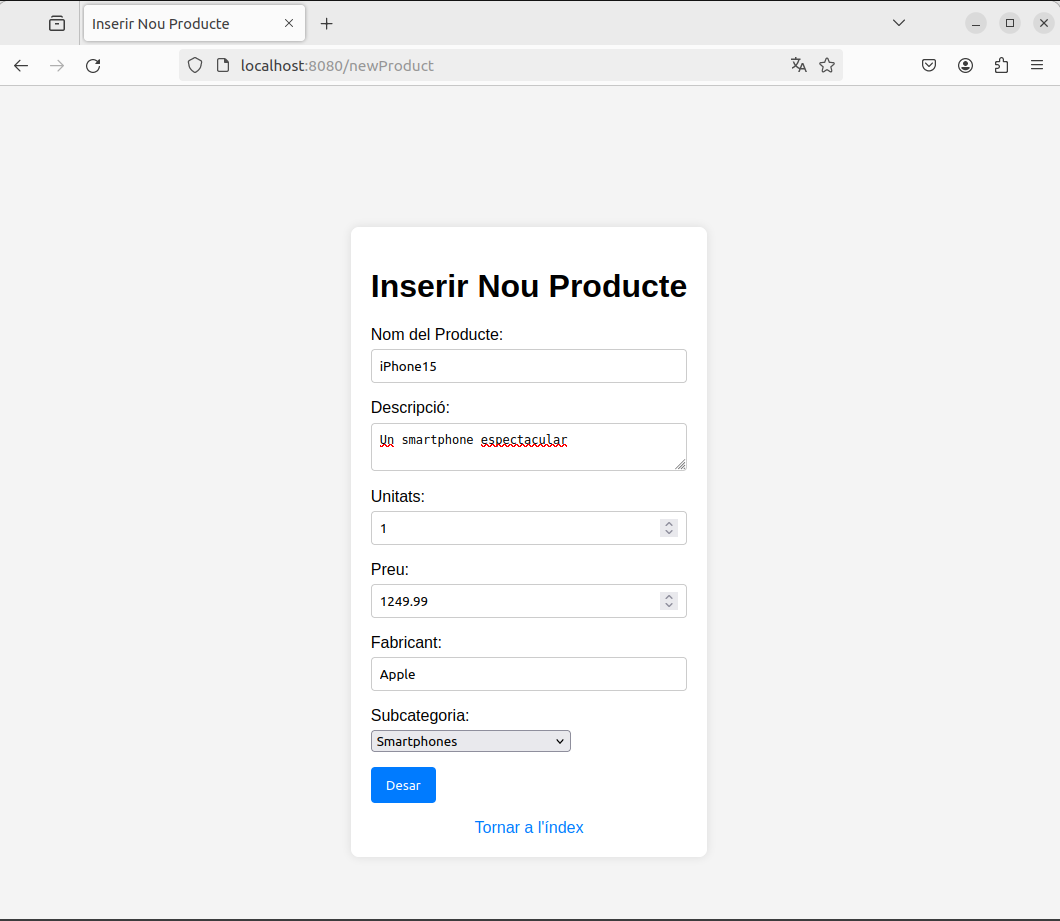 Inserir Nou Producte
localhost:8080/newProduct
Inserir Nou Producte
Nom del Producte:
iPhone15
Descripció:
Un smartphone espectacular
Unitats:
1
Preu:
1249.99
Fabricant:
Apple
Subcategoria:
Smartphones
Desar
Tornar a l'índex